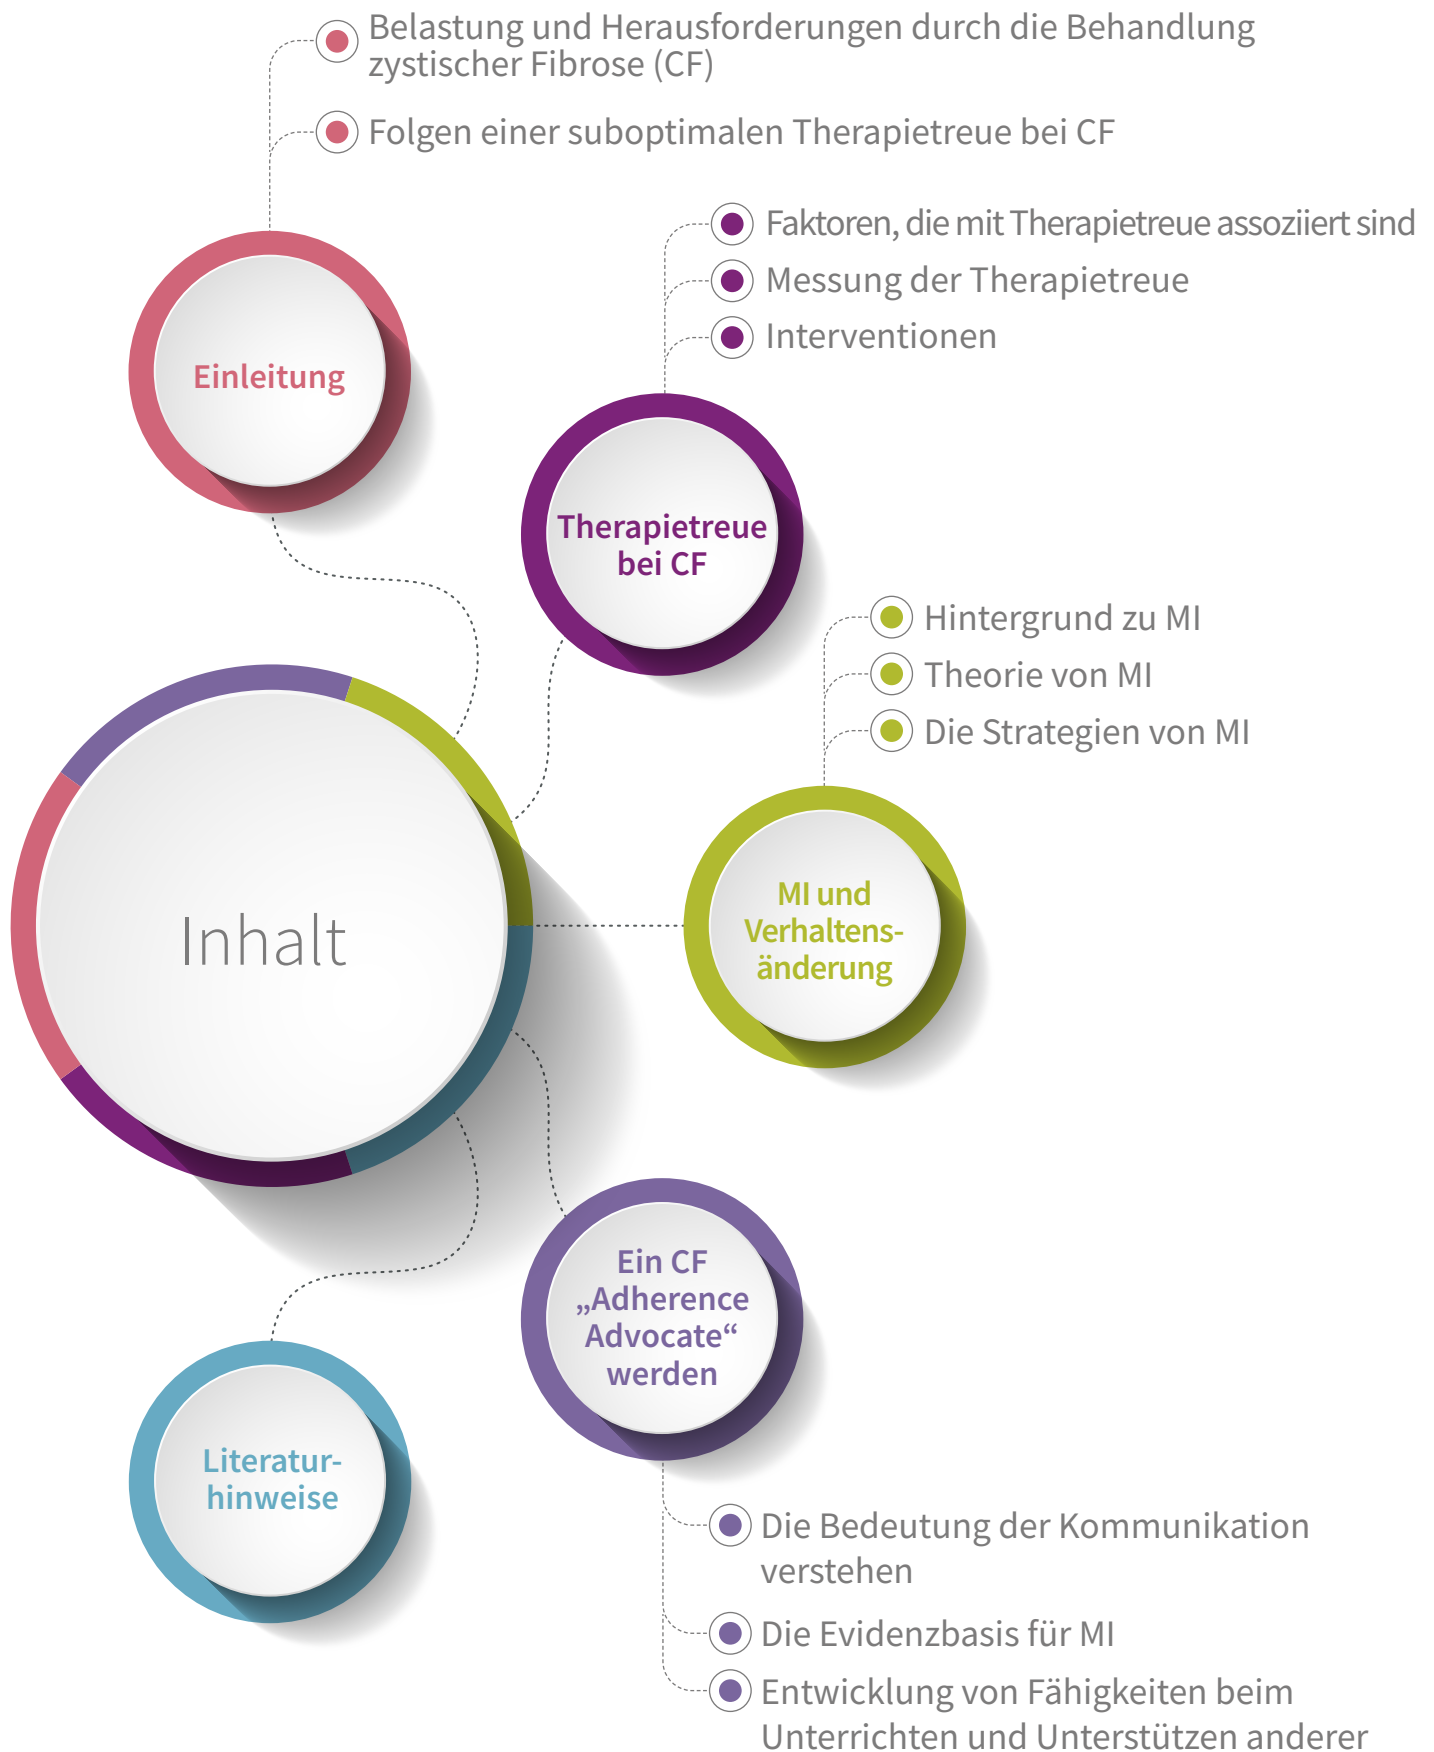 Belastung und Herausforderungen durch die Behandlung
zystischer Fibrose (CF)
Folgen einer suboptimalen Therapietreue bei CF
Einleitung
Faktoren, die mit Therapietreue assoziiert sind
Messung der Therapietreue
Interventionen
Therapietreue
bei CF
Hintergrund zu MI
Theorie von MI
Die Strategien von MI
MI und
Verhaltens-
änderung
Inhalt
Ein CF
„Adherence
Advocate“
werden
Die Bedeutung der Kommunikation
verstehen
Die Evidenzbasis für MI
Entwicklung von Fähigkeiten beim
Unterrichten und Unterstützen anderer
Literatur-
hinweise